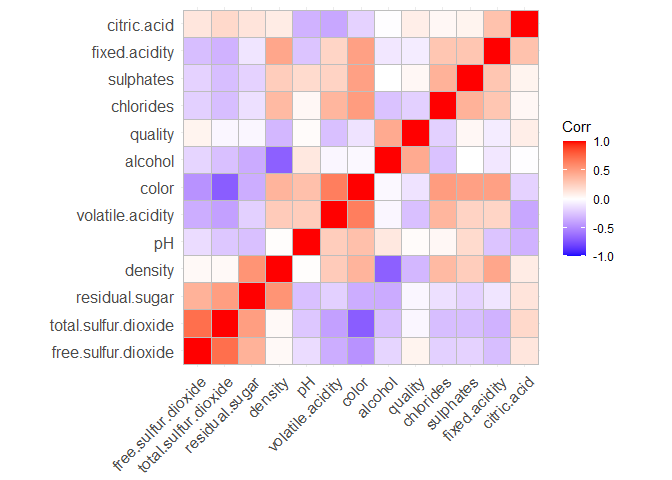 citric.acid
fixed.acidity
sulphates
chlorides
quality
alcohol
color
volatile.acidity
pH
density
residual.sugar
total.sulfur.dioxide
free.sulfur.dioxide
free.sulfur.dioxide
total.sulfur.dioxide
residual.sugar
density
pH
volatile.acidity
color
alcohol
quality
chlorides
sulphates
fixed.acidity
citric.acid
Corr
1.0
0.5
0.0
-0.5
-1.0